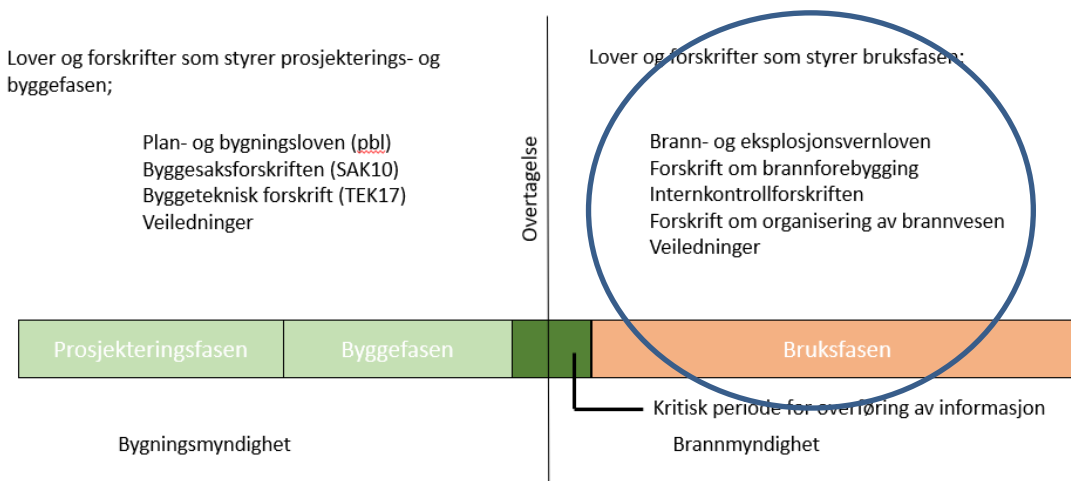 Lover og forskrifter som styrer prosjekterings- og
byggefasen;
Plan- og bygningsloven (pbl)
Byggesaksforskriften (SAK10)
Byggeteknisk forskrift (TEK17)
Veiledninger
Overtagelse
Lover og forskrifter som styrer bruksfasen;
Brann- og eksplosjonsvernloven
Forskrift om brannforebygging
Internkontrollforskriften
Forskrift om organisering av brannvesen
Veiledninger
Prosjekteringsfasen
Byggefasen
Bruksfasen
Kritisk periode for overføring av informasjon
Bygningsmyndighet
Brannmyndighet